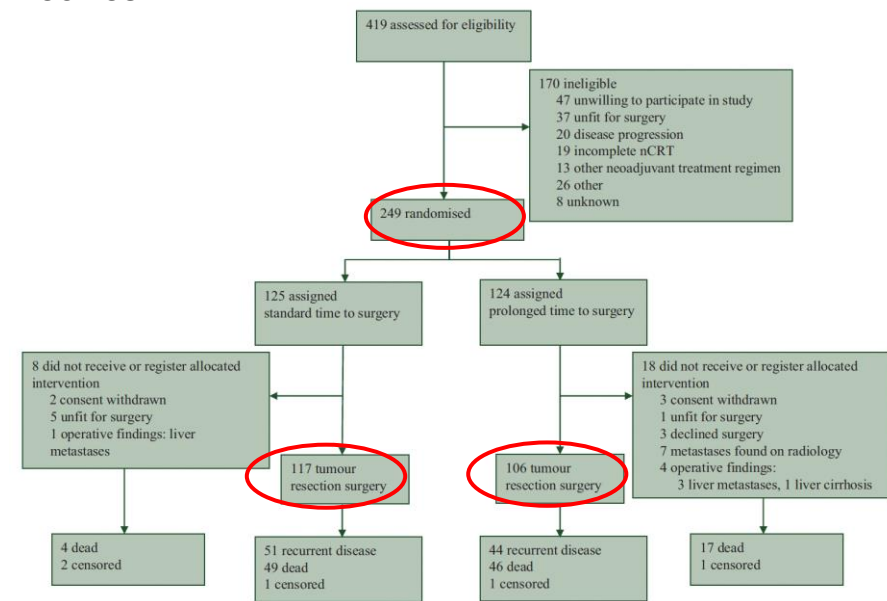 419 assessed for eligibility
170 ineligible
47 unwilling to participate in study
37 unfit for surgery
20 disease progression
19 incomplete nCRT
13 other neoadjuvant treatment regimen
26 other
8 unknown
249 randomised
125 assigned
standard time to surgery
124 assigned
prolonged time to surgery
8 did not receive or register allocated
intervention
2 consent withdrawn
5 unfit for surgery
1 operative findings: liver
metastases
18 did not receive or register allocated
intervention
3 consent withdrawn
1 unfit for surgery
3 declined surgery
7 metastases found on radiology
4 operative findings:
3 liver metastases, 1 liver cirrhosis
117 tumour
resection surgery
106 tumour
resection surgery
4 dead
2 censored
51 recurrent disease
49 dead
1 censored
44 recurrent disease
46 dead
1 censored
17 dead
1 censored